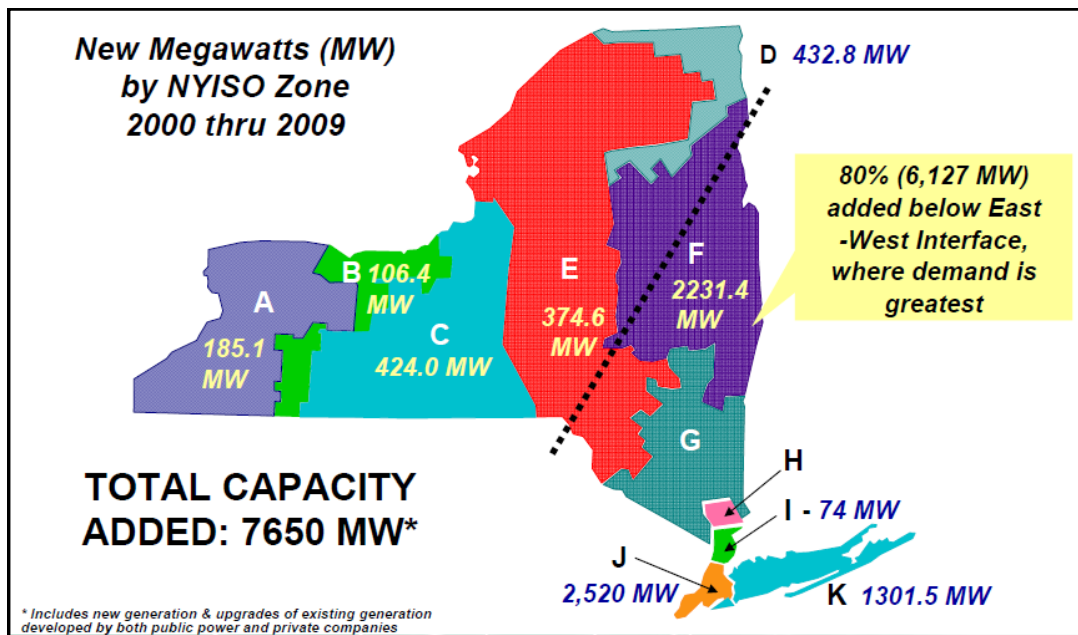 New Megawatts (MW)
by NYISO Zone
2000 thru 2009
D 432.8 MW
80% (6,127 MW)
added below East
-West Interface,
where demand is
greatest
A
185.1
MW
B 106.4
MW
C
424.0 MW
E
374.6
MW
F
2231.4
MW
G
H
I - 74 MW
J
2,520 MW
K 1301.5 MW
TOTAL CAPACITY
ADDED: 7650 MW*
* Includes new generation & upgrades of existing generation
developed by both public power and private companies